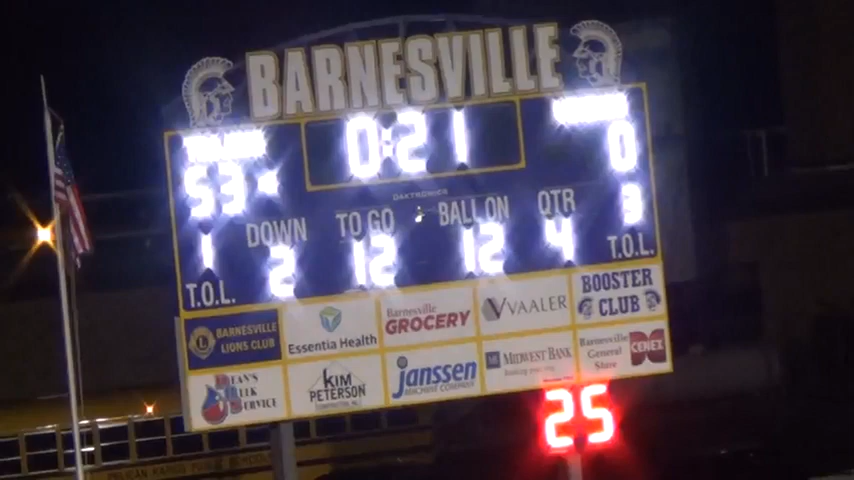 BARNESVILLE
0:21 0
53
DAKTRONICS
3
DOWN TO GO BALL ON QTR
1 2 12 12 4
T.O.L. T.O.L.
BARNESVILLE LIONS CLUB
Essentia Health
Barnesville GROCERY
VAALER
BOOSTER CLUB
KIM PETERSON
Janssen
MACHINE COMPANY
MIDWEST BANK
Barnesville General Store
CENEX
25